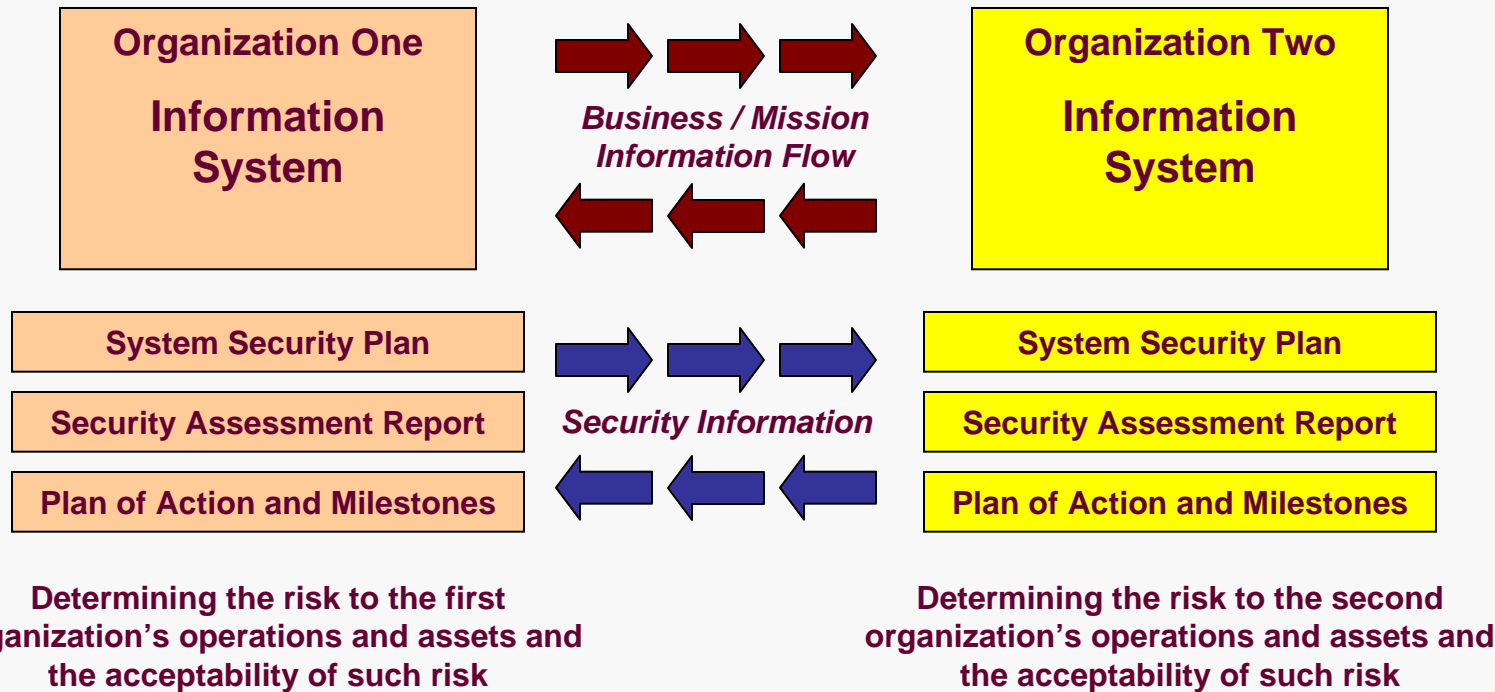 Organization One
Information
System
Business / Mission
Information Flow
Organization Two
Information
System
System Security Plan
Security Assessment Report
Plan of Action and Milestones
Security Information
System Security Plan
Security Assessment Report
Plan of Action and Milestones
Determining the risk to the first
ganization’s operations and assets and
the acceptability of such risk
Determining the risk to the second
organization’s operations and assets and
the acceptability of such risk